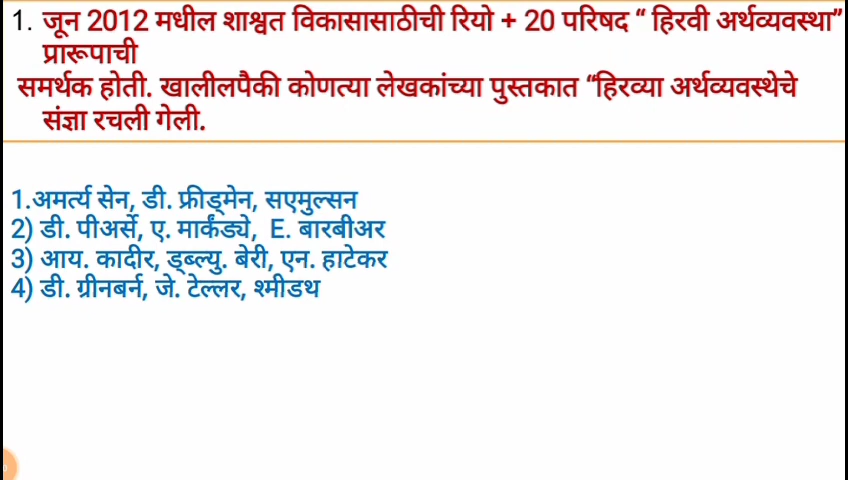 1. जून 2012 मधील शाश्वत विकासासाठीची रियो + 20 परिषद “ हिरवी अर्थव्यवस्था”
प्रारूपाची
समर्थक होती. खालीलपैकी कोणत्या लेखकांच्या पुस्तकात “हिरव्या अर्थव्यवस्थेचे
संज्ञा रचली गेली.
1.अमर्त्य सेन, डी. फ्रीड्मेन, सएमुल्सन
2) डी. पीअर्से, ए. मार्कंड्ये, E. बारबीअर
3) आय. कादीर, ड्ब्ल्यु. बेरी, एन. हाटेकर
4) डी. ग्रीनबर्न, जे. टेल्लर, श्मीडथ